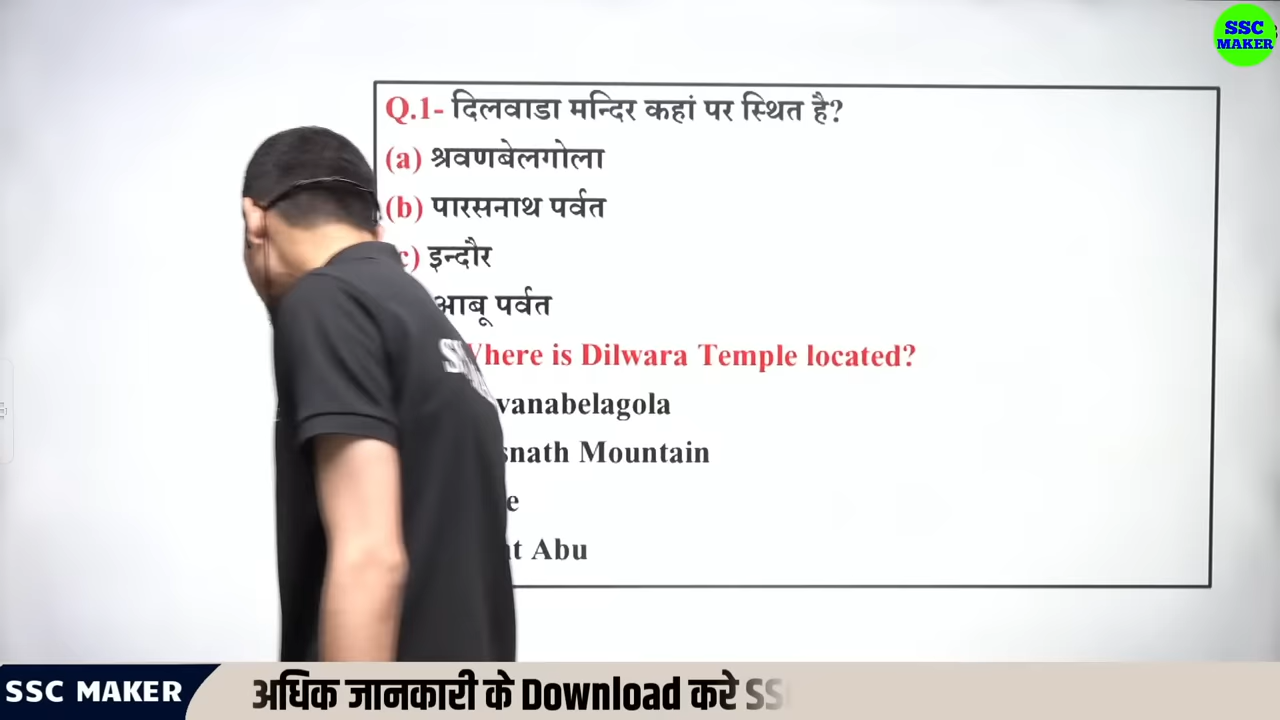 SSC
MAKER
Q.1- दिलवाडा मन्दिर कहां पर स्थित है?
(a) श्रवणबेलगोला
(b) पारसनाथ पर्वत
c) इन्दौर
आबू पर्वत
Where is Dilwara Temple located?
vanabelagola
snath Mountain
e
t Abu
SSC MAKER अधिक जानकारी के Download करे SS